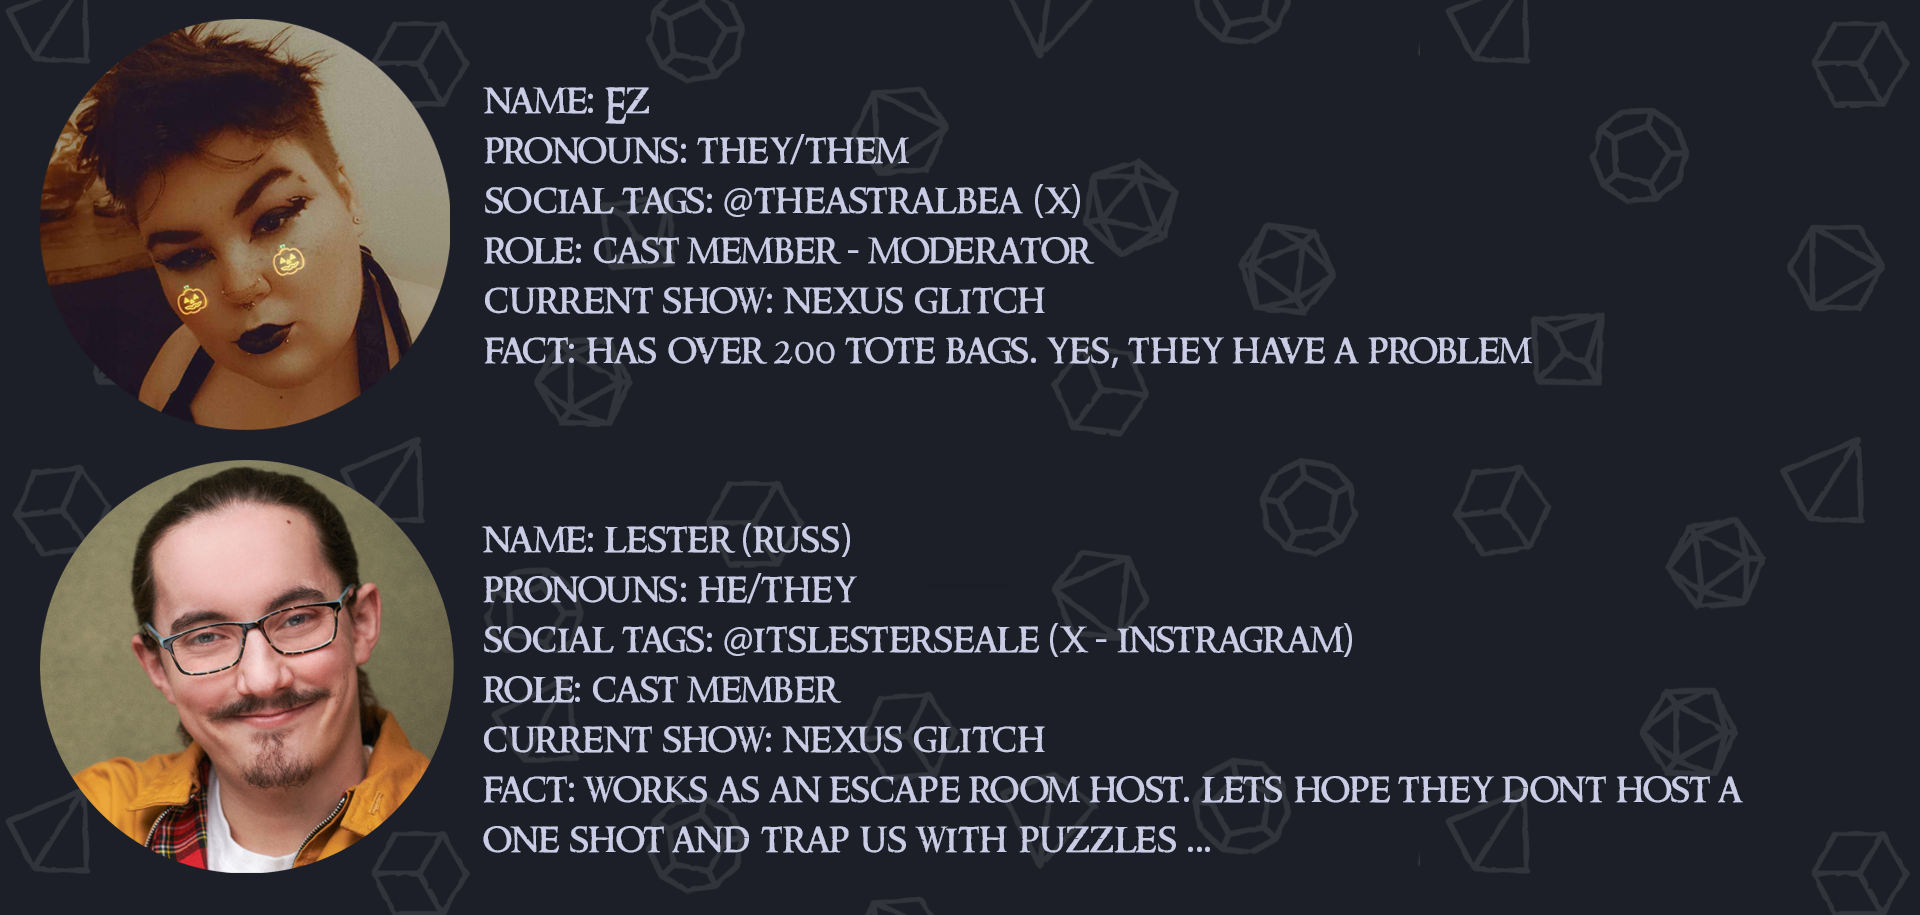 NAME: EZ
PRONOUNS: THEY/THEM
SOCIAL TAGS: @THEASTRALBEA (X)
ROLE: CAST MEMBER - MODERATOR
CURRENT SHOW: NEXUS GLITCH
FACT: HAS OVER 200 TOTE BAGS. YES, THEY HAVE A PROBLEM
NAME: LESTER (RUSS)
PRONOUNS: HE/THEY
SOCIAL TAGS: @ITSLESTERSEALE (X - INSTRAGRAM)
ROLE: CAST MEMBER
CURRENT SHOW: NEXUS GLITCH
FACT: WORKS AS AN ESCAPE ROOM HOST. LETS HOPE THEY DONT HOST A
ONE SHOT AND TRAP US WITH PUZZLES ...